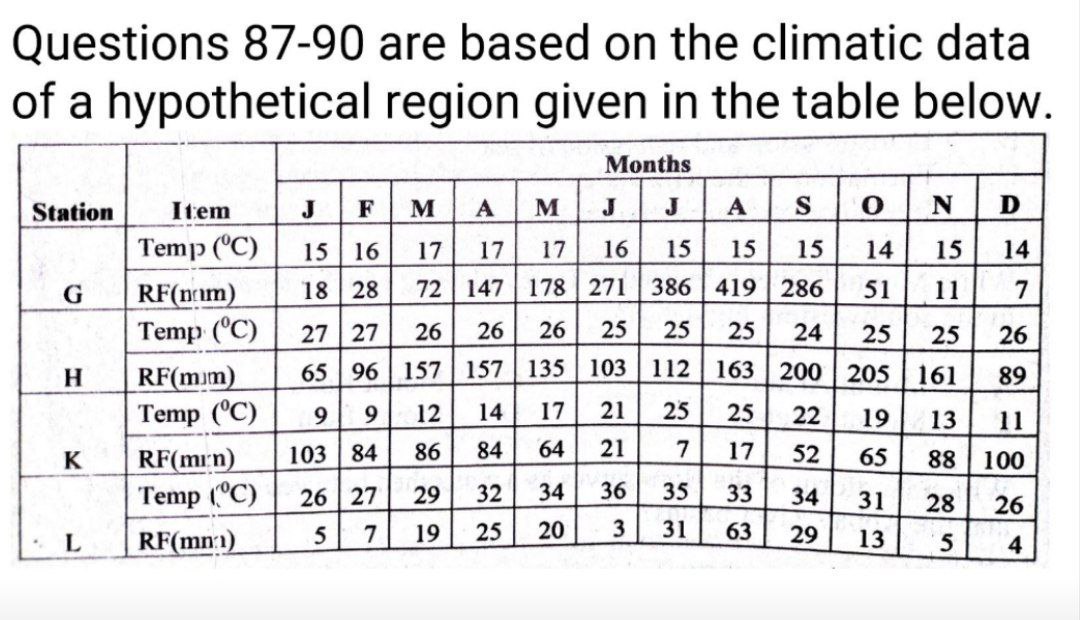 Questions 87-90 are based on the climatic data
of a hypothetical region given in the table below.
Months
Station Item J F M A M J J A S O N D
Temp (⁰C) 15 16 17 17 17 16 15 15 15 14 15 14
G RF(mm) 18 28 72 147 178 271 386 419 286 51 11 7
Temp (⁰C) 27 27 26 26 26 25 25 25 24 25 25 26
H RF(mm) 65 96 157 157 135 103 112 163 200 205 161 89
Temp (⁰C) 9 9 12 14 17 21 25 25 22 19 13 11
K RF(mm) 103 84 86 84 64 21 7 17 52 65 88 100
Temp (⁰C) 26 27 29 32 34 36 35 33 34 31 28 26
L RF(mm) 5 7 19 25 20 3 31 63 29 13 5 4